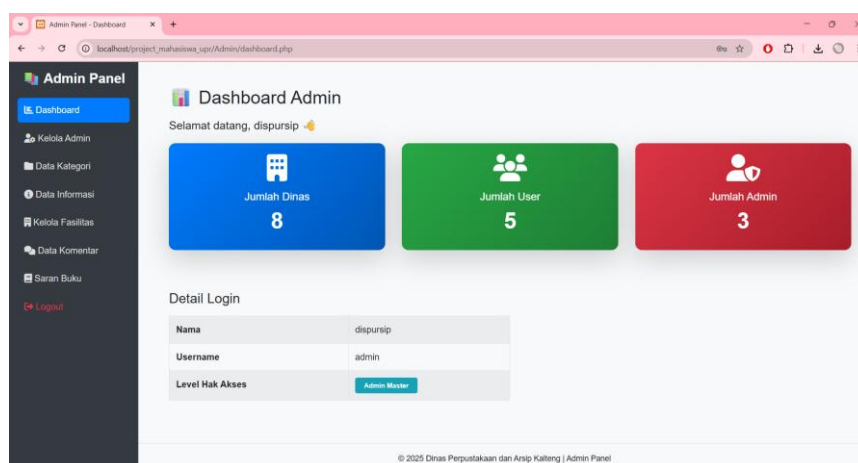 Admin Panel - Dashboard
localhost/project_mahasiswa_upr/Admin/dashboard.php
Admin Panel
Dashboard
Kelola Admin
Data Kategori
Data Informasi
Kelola Fasilitas
Data Komentar
Saran Buku
Logout
Dashboard Admin
Selamat datang, dispursip
Jumlah Dinas
8
Jumlah User
5
Jumlah Admin
3
Detail Login
Nama dispursip
Username admin
Level Hak Akses Admin Master
© 2025 Dinas Perpustakaan dan Arsip Kalteng | Admin Panel